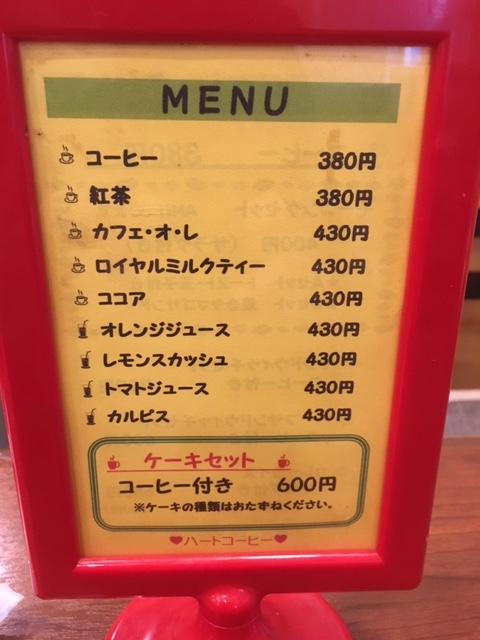 MENU
コーヒー 380円
紅茶 380円
カフェ・オ・レ 430円
ロイヤルミルクティー 430円
ココア 430円
オレンジジュース 430円
レモンスカッシュ 430円
トマトジュース 430円
カルピス 430円
ケーキセット
コーヒー付き 600円
※ケーキの種類はおたずねください。
♥ハートコーヒー♥